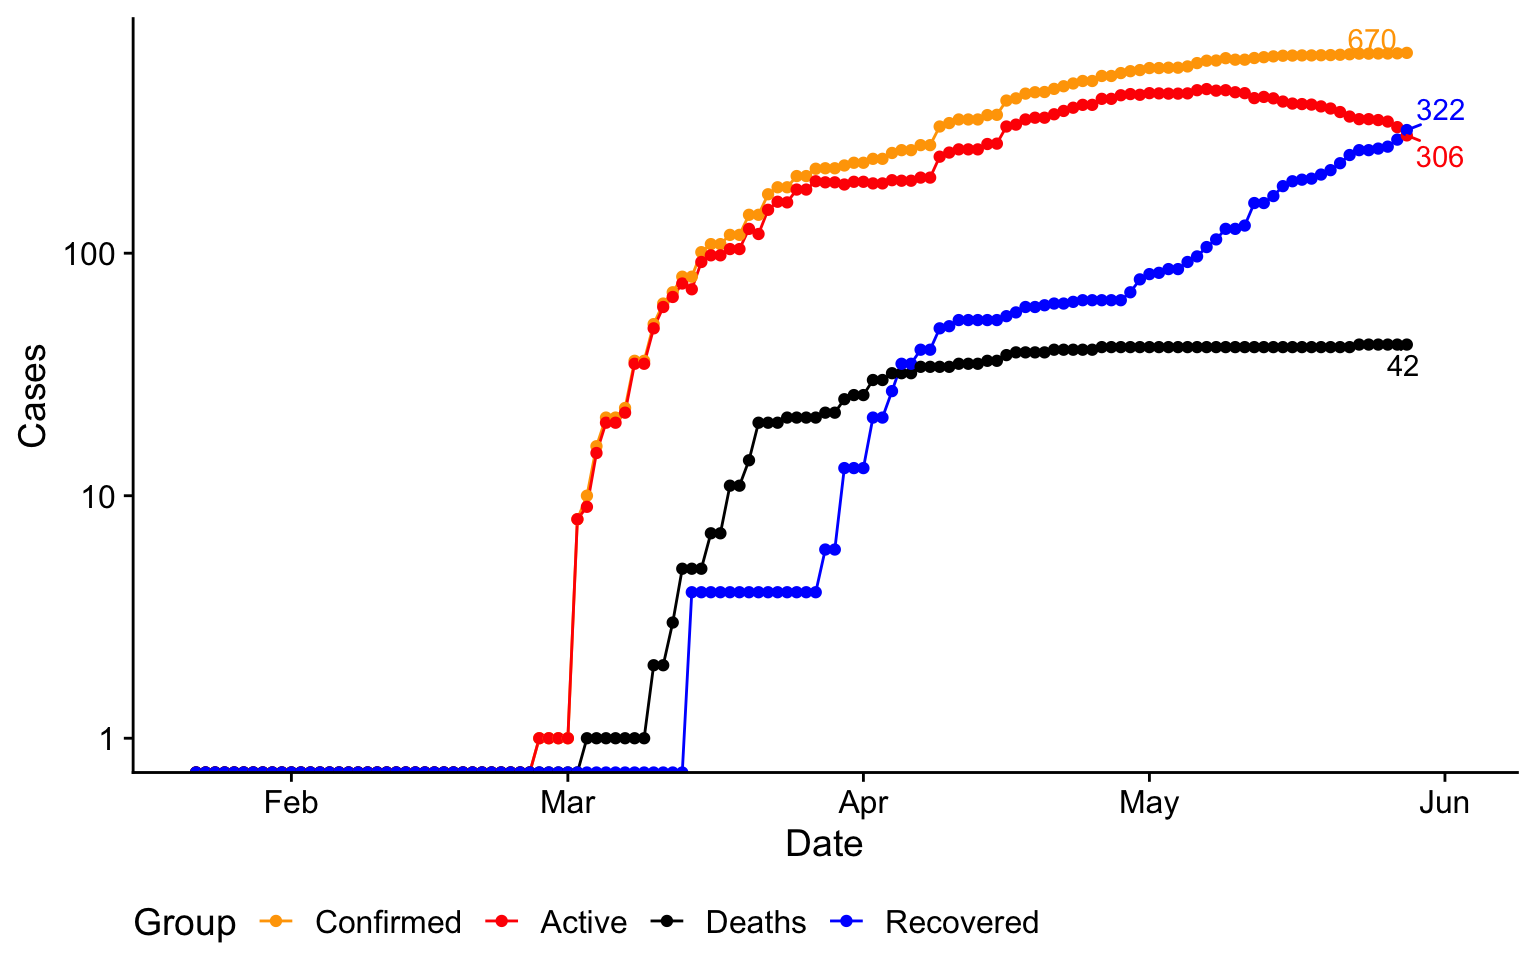 670
322
306
100
42
10
1
Cases
Feb Mar Apr May Jun
Date
Group Confirmed Active Deaths Recovered